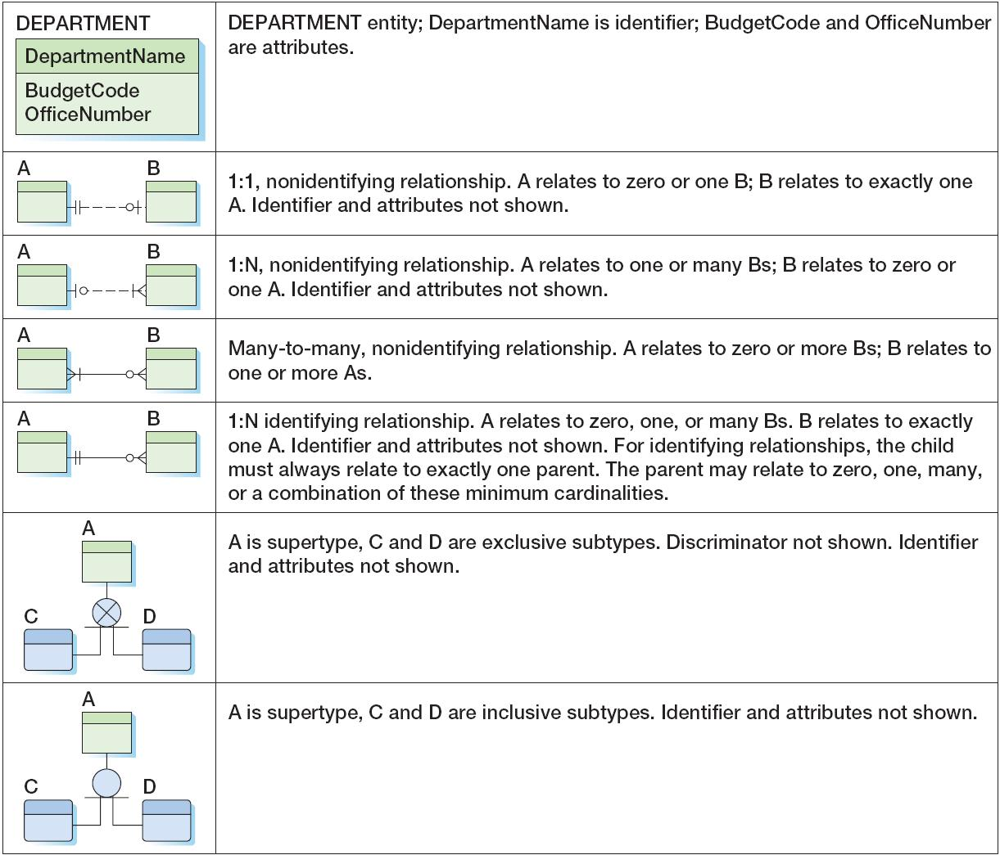 DEPARTMENT
DepartmentName
BudgetCode
OfficeNumber
DEPARTMENT entity; DepartmentName is identifier; BudgetCode and OfficeNumber
are attributes.
A
B
1:1, nonidentifying relationship. A relates to zero or one B; B relates to exactly one
A. Identifier and attributes not shown.
A
B
1:N, nonidentifying relationship. A relates to one or many Bs; B relates to zero or
one A. Identifier and attributes not shown.
A
B
Many-to-many, nonidentifying relationship. A relates to zero or more Bs; B relates to
one or more As.
A
B
1:N identifying relationship. A relates to zero, one, or many Bs. B relates to exactly
one A. Identifier and attributes not shown. For identifying relationships, the child
must always relate to exactly one parent. The parent may relate to zero, one, many,
or a combination of these minimum cardinalities.
A
C
D
A is supertype, C and D are exclusive subtypes. Discriminator not shown. Identifier
and attributes not shown.
A
C
D
A is supertype, C and D are inclusive subtypes. Identifier and attributes not shown.